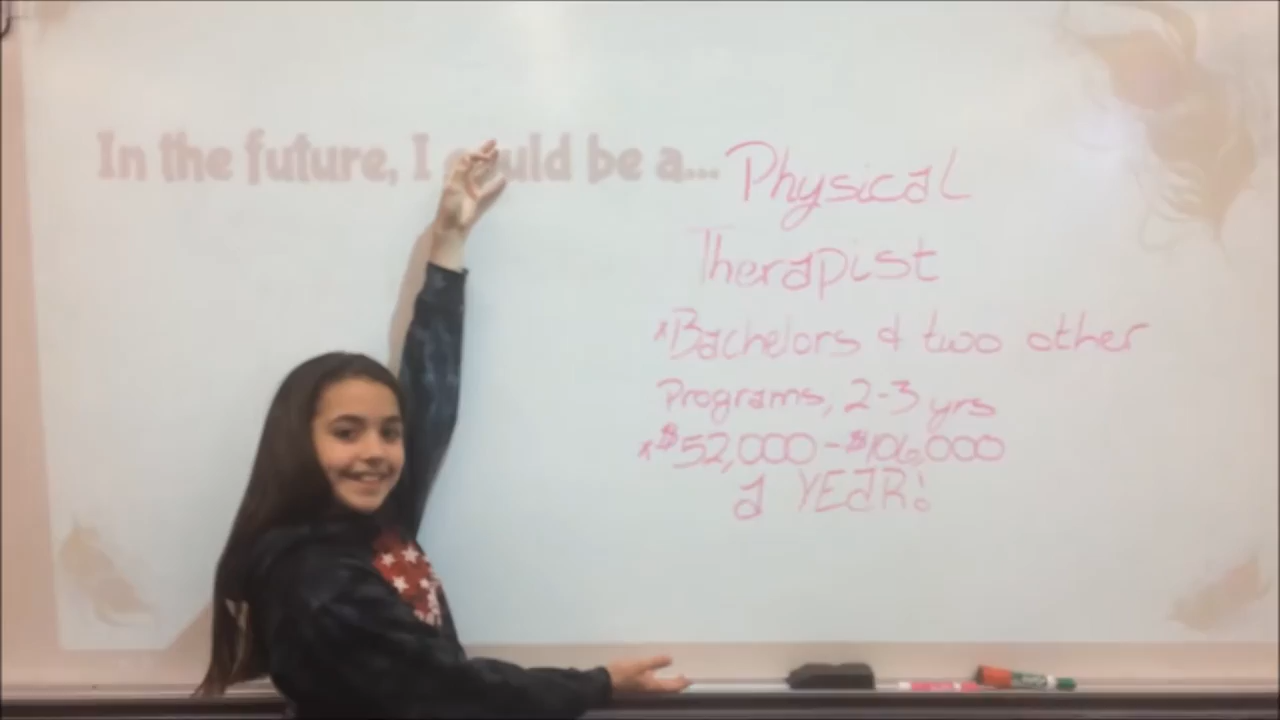 In the future, I could be a... Physical
Therapist
*Bachelors & two other
Programs, 2-3 yrs
*$52,000-$106,000
a YEAR!